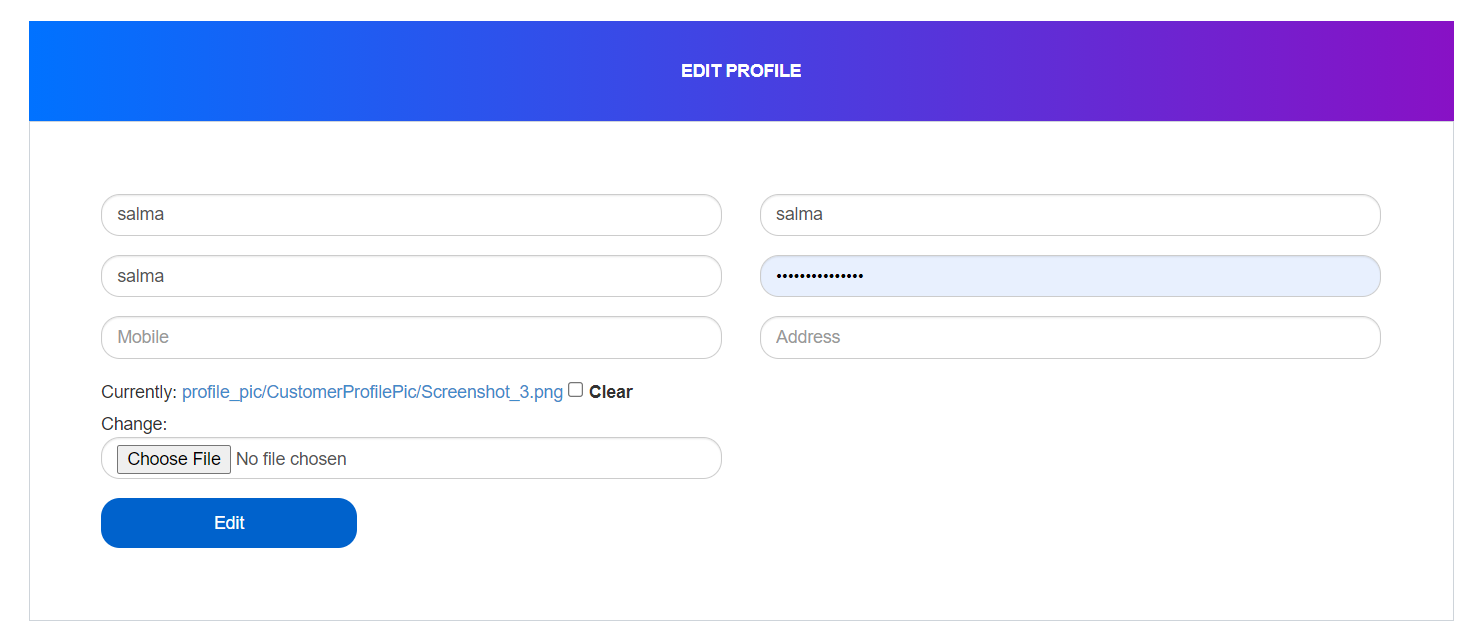 EDIT PROFILE
salma
salma
salma
•••••••••••••••
Mobile
Address
Currently: profile_pic/CustomerProfilePic/Screenshot_3.png Clear
Change:
Choose File No file chosen
Edit